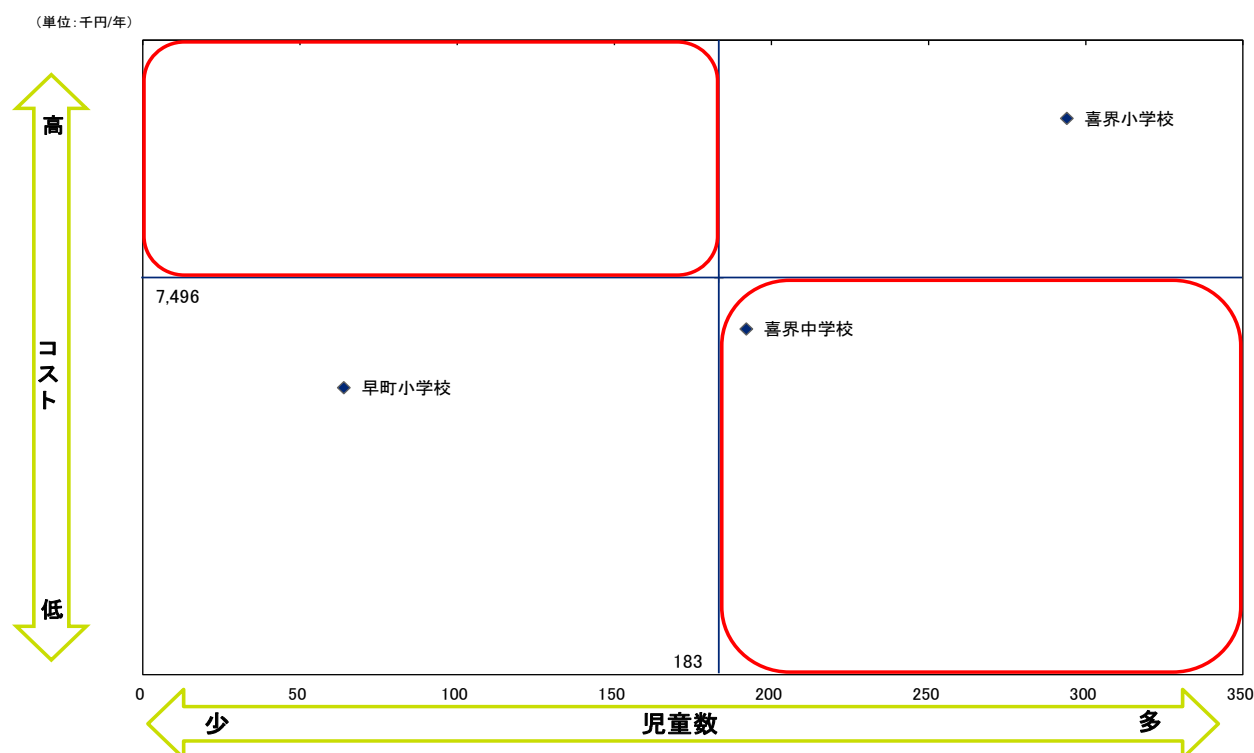 （単位：千円/年）
高
コスト
低
喜界小学校
7,496
喜界中学校
早町小学校
183
0 50 100 150 200 250 300 350
少 児童数 多